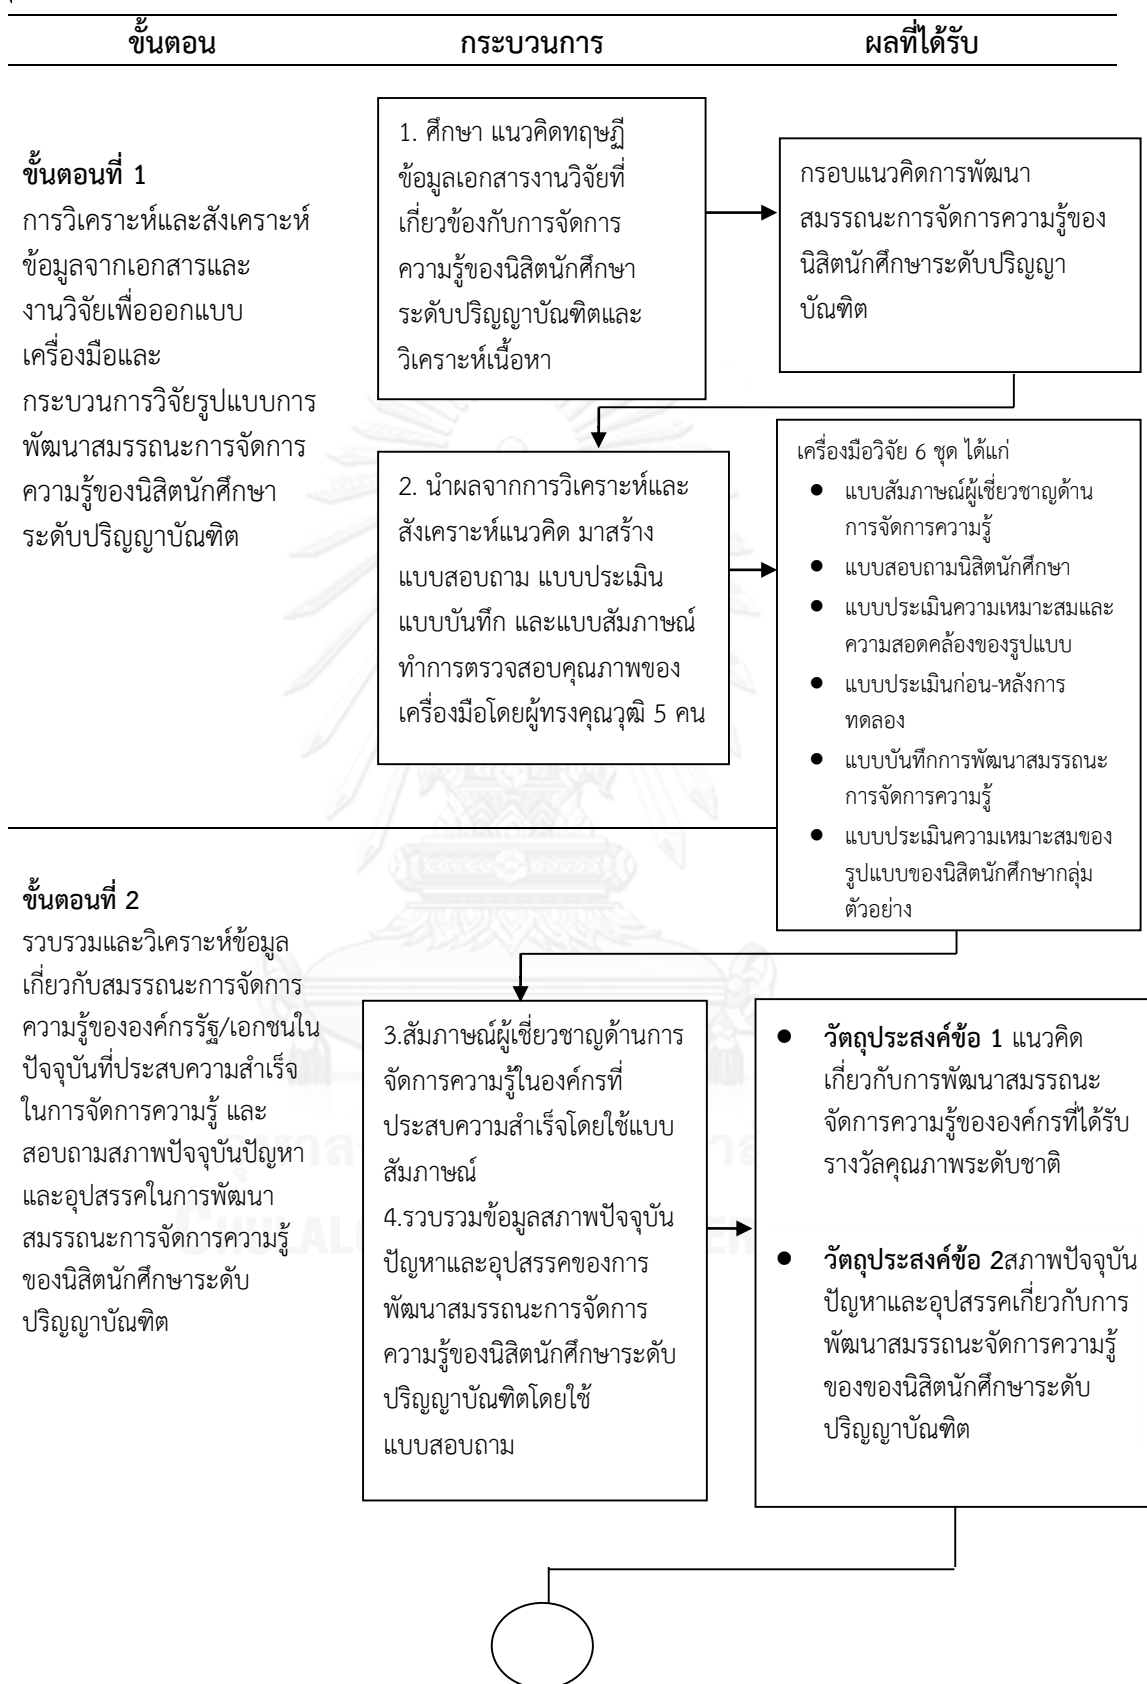 ขั้นตอน
กระบวนการ
ผลที่ได้รับ
ขั้นตอนที่ 1
การวิเคราะห์และสังเคราะห์
ข้อมูลจากเอกสารและ
งานวิจัยเพื่อออกแบบ
เครื่องมือและ
กระบวนการวิจัยรูปแบบการ
พัฒนาสมรรถนะการจัดการ
ความรู้ของนิสิตนักศึกษา
ระดับปริญญาบัณฑิต
1. ศึกษา แนวคิดทฤษฎี
ข้อมูลเอกสารงานวิจัยที่
เกี่ยวข้องกับการจัดการ
ความรู้ของนิสิตนักศึกษา
ระดับปริญญาบัณฑิตและ
วิเคราะห์เนื้อหา
กรอบแนวคิดการพัฒนา
สมรรถนะการจัดการความรู้ของ
นิสิตนักศึกษาระดับปริญญา
บัณฑิต
2. นำผลจากการวิเคราะห์และ
สังเคราะห์แนวคิด มาสร้าง
แบบสอบถาม แบบประเมิน
แบบบันทึก และแบบสัมภาษณ์
ทำการตรวจสอบคุณภาพของ
เครื่องมือโดยผู้ทรงคุณวุฒิ 5 คน
เครื่องมือวิจัย 6 ชุด ได้แก่
● แบบสัมภาษณ์ผู้เชี่ยวชาญด้าน
การจัดการความรู้
● แบบสอบถามนิสิตนักศึกษา
● แบบประเมินความเหมาะสมและ
ความสอดคล้องของรูปแบบ
● แบบประเมินก่อน-หลังการ
ทดลอง
● แบบบันทึกการพัฒนาสมรรถนะ
การจัดการความรู้
● แบบประเมินความเหมาะสมของ
รูปแบบของนิสิตนักศึกษากลุ่ม
ตัวอย่าง
ขั้นตอนที่ 2
รวบรวมและวิเคราะห์ข้อมูล
เกี่ยวกับสมรรถนะการจัดการ
ความรู้ขององค์กรรัฐ/เอกชนใน
ปัจจุบันที่ประสบความสำเร็จ
ในการจัดการความรู้ และ
สอบถามสภาพปัจจุบันปัญหา
และอุปสรรคในการพัฒนา
สมรรถนะการจัดการความรู้
ของนิสิตนักศึกษาระดับ
ปริญญาบัณฑิต
3.สัมภาษณ์ผู้เชี่ยวชาญด้านการ
จัดการความรู้ในองค์กรที่
ประสบความสำเร็จโดยใช้แบบ
สัมภาษณ์
4.รวบรวมข้อมูลสภาพปัจจุบัน
ปัญหาและอุปสรรคของการ
พัฒนาสมรรถนะการจัดการ
ความรู้ของนิสิตนักศึกษาระดับ
ปริญญาบัณฑิตโดยใช้
แบบสอบถาม
● วัตถุประสงค์ข้อ 1 แนวคิด
เกี่ยวกับการพัฒนาสมรรถนะ
จัดการความรู้ขององค์กรที่ได้รับ
รางวัลคุณภาพระดับชาติ
● วัตถุประสงค์ข้อ 2สภาพปัจจุบัน
ปัญหาและอุปสรรคเกี่ยวกับการ
พัฒนาสมรรถนะจัดการความรู้
ของของนิสิตนักศึกษาระดับ
ปริญญาบัณฑิต